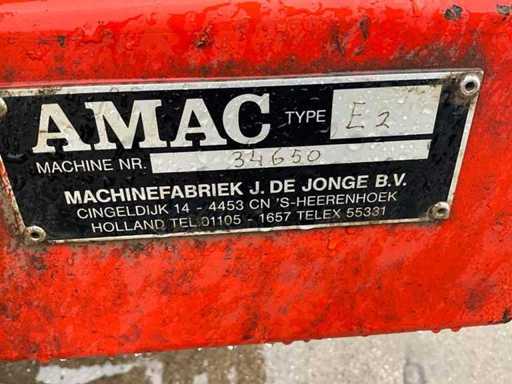 AMAC TYPE E2
MACHINE NR. 34650
MACHINEFABRIEK J. DE JONGE B.V.
CINGELDIJK 14 - 4453 CN 'S-HEERENHOEK
HOLLAND TEL.01105 - 1657 TELEX 55331